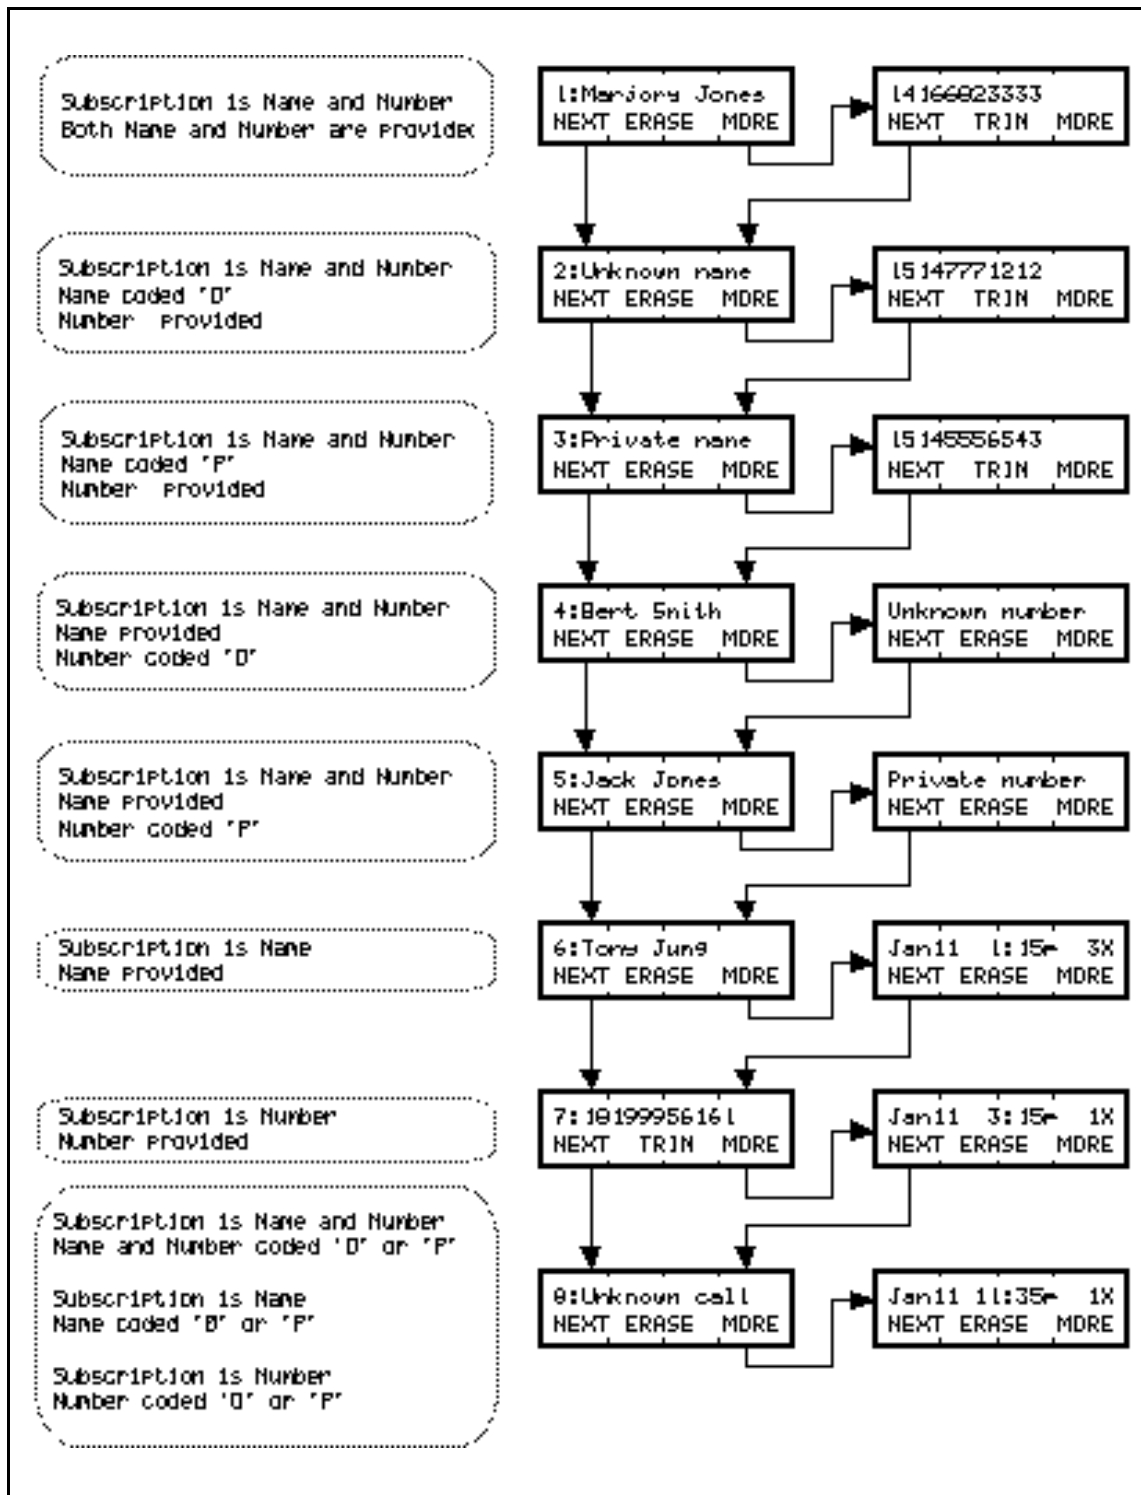 Subscription is Name and Number
Both Name and Number are provided
1:Marjory Jones
NEXT ERASE MORE
14166823333
NEXT TRIM MORE
Subscription is Name and Number
Name coded 'O'
Number provided
2:Unknown name
NEXT ERASE MORE
15147771212
NEXT TRIM MORE
Subscription is Name and Number
Name coded 'P'
Number provided
3:Private name
NEXT ERASE MORE
15145556543
NEXT TRIM MORE
Subscription is Name and Number
Name provided
Number coded 'O'
4:Bert Smith
NEXT ERASE MORE
Unknown number
NEXT ERASE MORE
Subscription is Name and Number
Name provided
Number coded 'P'
5:Jack Jones
NEXT ERASE MORE
Private number
NEXT ERASE MORE
Subscription is Name
Name provided
6:Tony Jung
NEXT ERASE MORE
Jan11 1:15p 3X
NEXT ERASE MORE
Subscription is Number
Number provided
7:18199956161
NEXT TRIM MORE
Jan11 3:15p 1X
NEXT ERASE MORE
Subscription is Name and Number
Name and Number coded 'O' or 'P'
Subscription is Name
Name coded 'O' or 'P'
Subscription is Number
Number coded 'O' or 'P'
8:Unknown call
NEXT ERASE MORE
Jan11 11:35p 1X
NEXT ERASE MORE